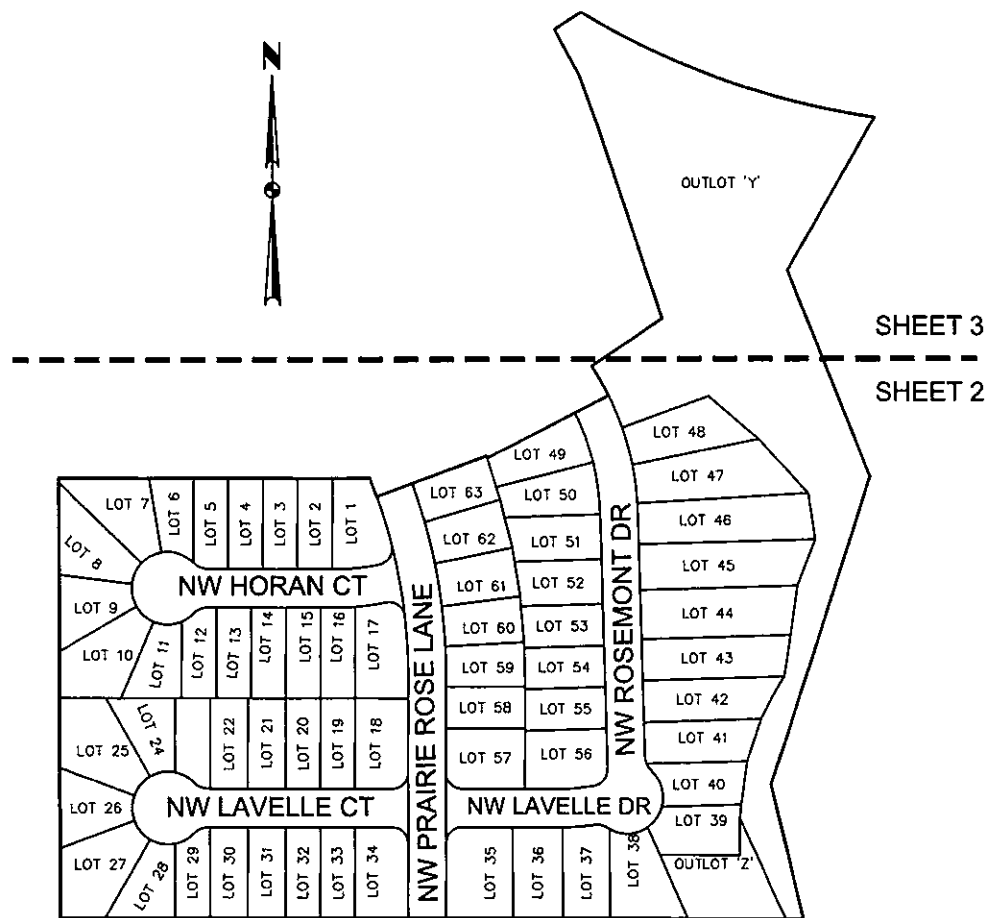 N
OUTLOT 'Y'
SHEET 3
SHEET 2
LOT 48
LOT 49
LOT 47
LOT 63
LOT 50
LOT 7
LOT 6
LOT 5
LOT 4
LOT 3
LOT 2
LOT 1
LOT 46
LOT 62
LOT 51
LOT 8
LOT 45
NW HORAN CT
LOT 61
LOT 52
LOT 9
LOT 44
LOT 60
LOT 53
LOT 10
LOT 11
LOT 12
LOT 13
LOT 14
LOT 15
LOT 16
LOT 17
NW PRAIRIE ROSE LANE
LOT 59
LOT 54
NW ROSEMONT DR
LOT 43
LOT 58
LOT 55
LOT 42
LOT 25
LOT 24
LOT 22
LOT 21
LOT 20
LOT 19
LOT 18
LOT 57
LOT 56
LOT 41
LOT 40
LOT 26
NW LAVELLE CT
NW LAVELLE DR
LOT 39
LOT 27
LOT 28
LOT 29
LOT 30
LOT 31
LOT 32
LOT 33
LOT 34
LOT 35
LOT 36
LOT 37
LOT 38
OUTLOT 'Z'